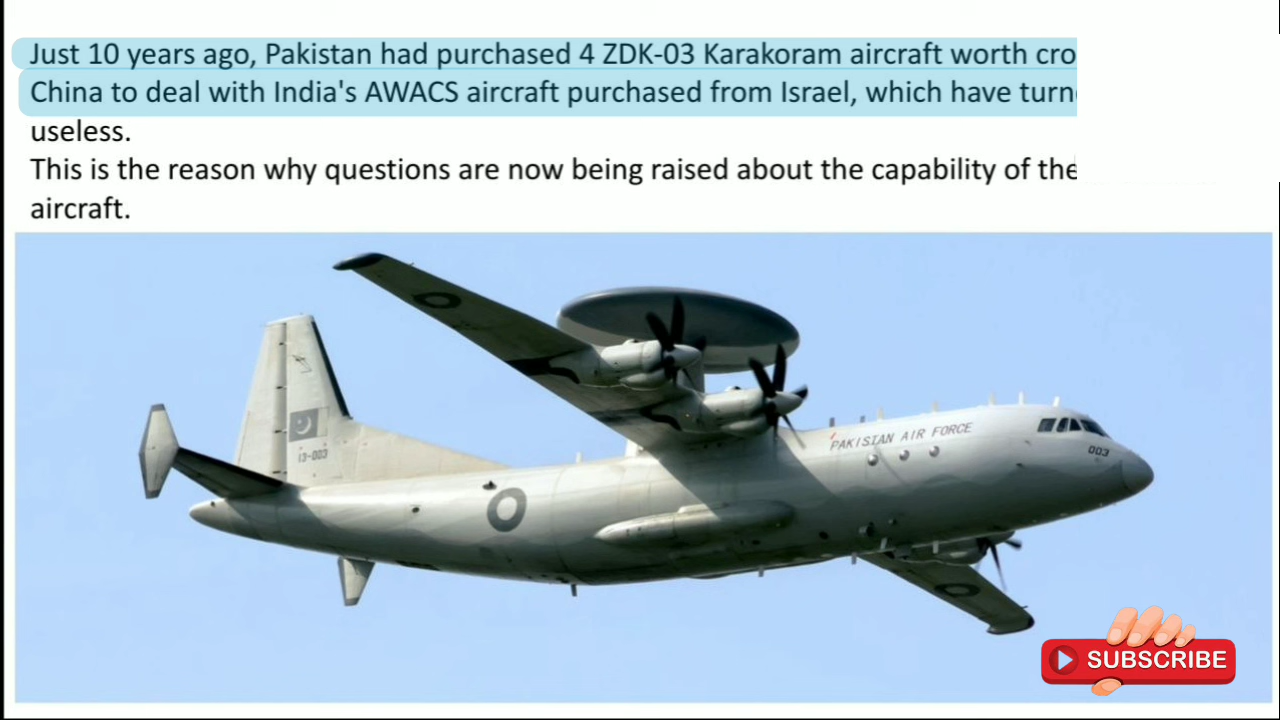 Just 10 years ago, Pakistan had purchased 4 ZDK-03 Karakoram aircraft worth
China to deal with India's AWACS aircraft purchased from Israel, which have
useless.
This is the reason why questions are now being raised about the capability of the
aircraft.
PAKISTAN AIR FORCE
003
13-003
SUBSCRIBE